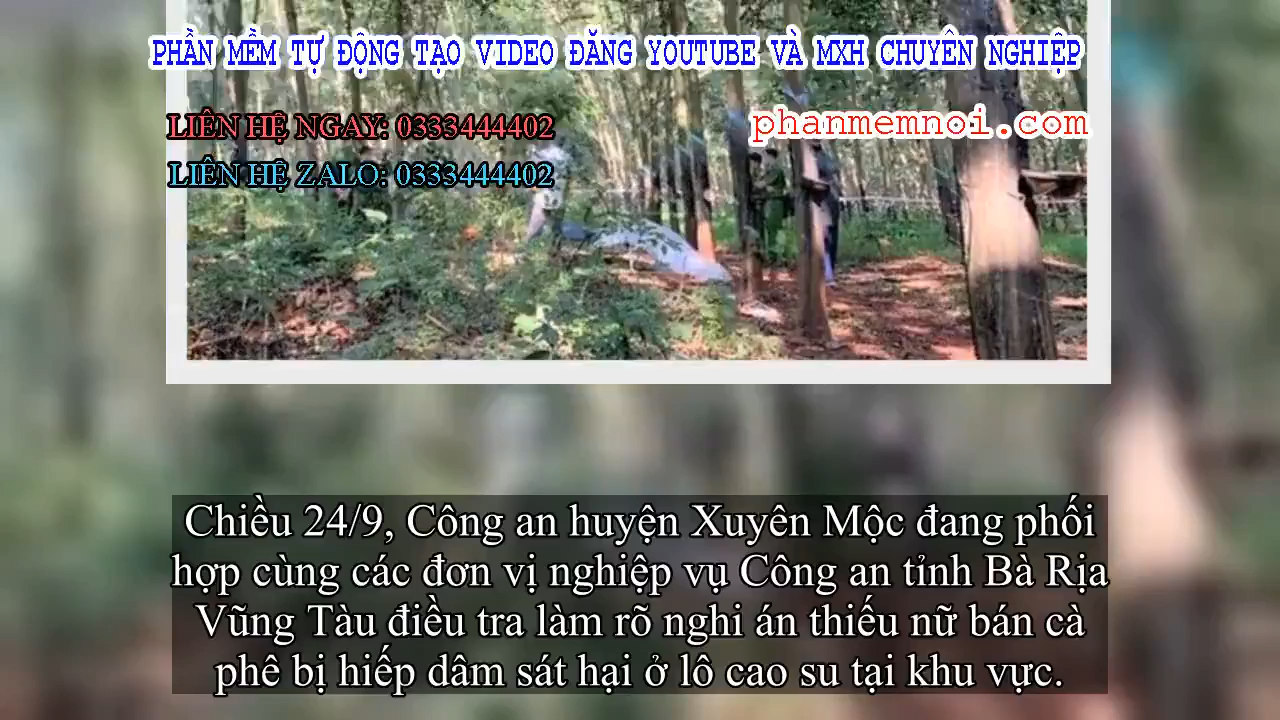 PHẦN MỀM TỰ ĐỘNG TẠO VIDEO ĐĂNG YOUTUBE VÀ MXH CHUYÊN NGHIỆP
LIÊN HỆ NGAY: 0333444402
phanmemnoi.com
LIÊN HỆ ZALO: 0333444402
Chiều 24/9, Công an huyện Xuyên Mộc đang phối
hợp cùng các đơn vị nghiệp vụ Công an tỉnh Bà Rịa
Vũng Tàu điều tra làm rõ nghi án thiếu nữ bán cà
phê bị hiếp dâm sát hại ở lô cao su tại khu vực.